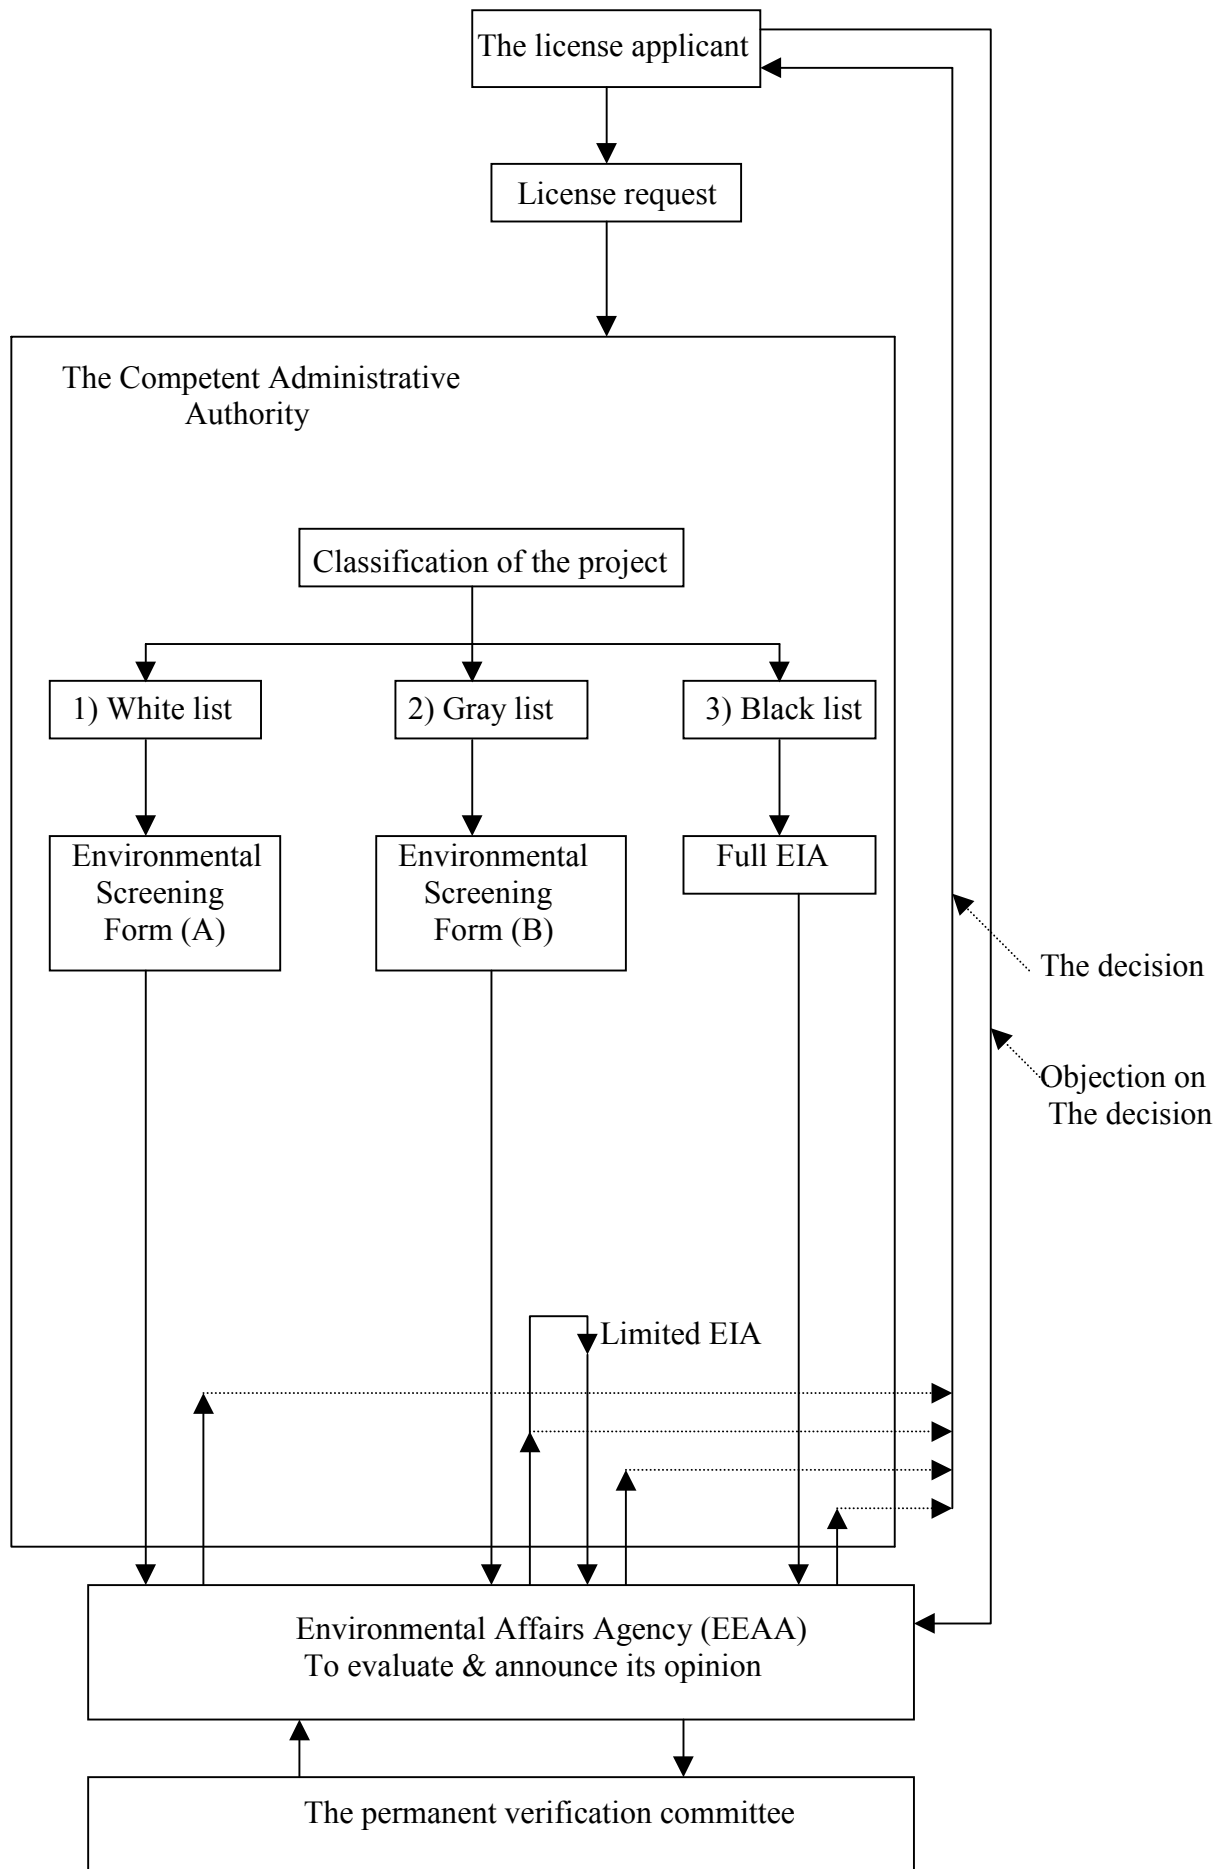 The license applicant
License request
The Competent Administrative
Authority
Classification of the project
1) White list
2) Gray list
3) Black list
Environmental
Screening
Form (A)
Environmental
Screening
Form (B)
Full EIA
The decision
Objection on
The decision
Limited EIA
Environmental Affairs Agency (EEAA)
To evaluate & announce its opinion
The permanent verification committee